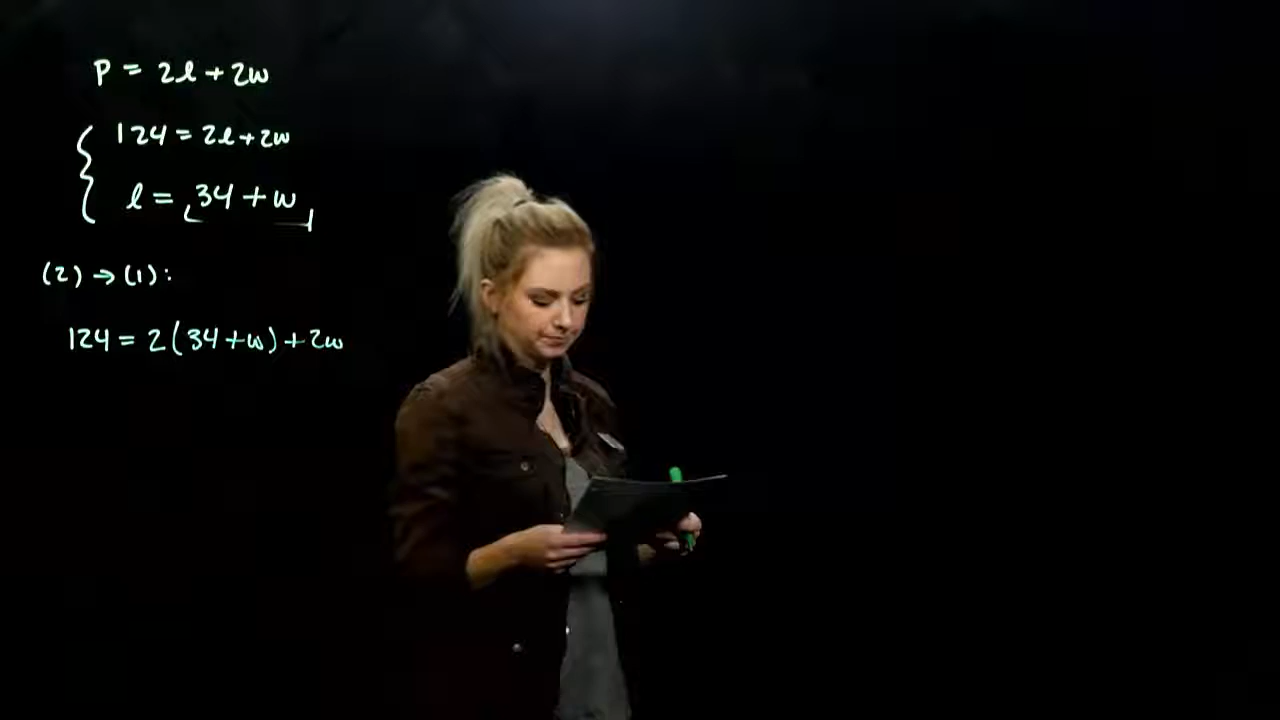 P = 2l + 2w
124 = 2l + 2w
l = 34 + w
(2) → (1):
124 = 2(34 + w) + 2w